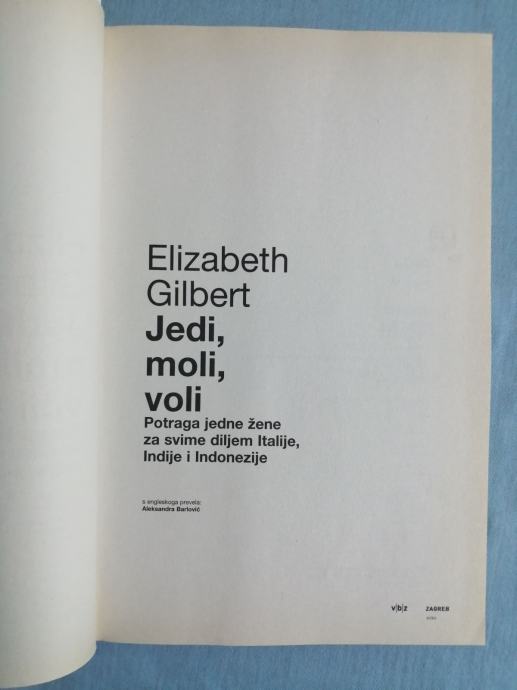 Elizabeth
Gilbert
Jedi,
moli,
voli
Potraga jedne žene
za svime diljem Italije,
Indije i Indonezije
s engleskoga prevela:
Aleksandra Barlović
v|b|z ZAGREB